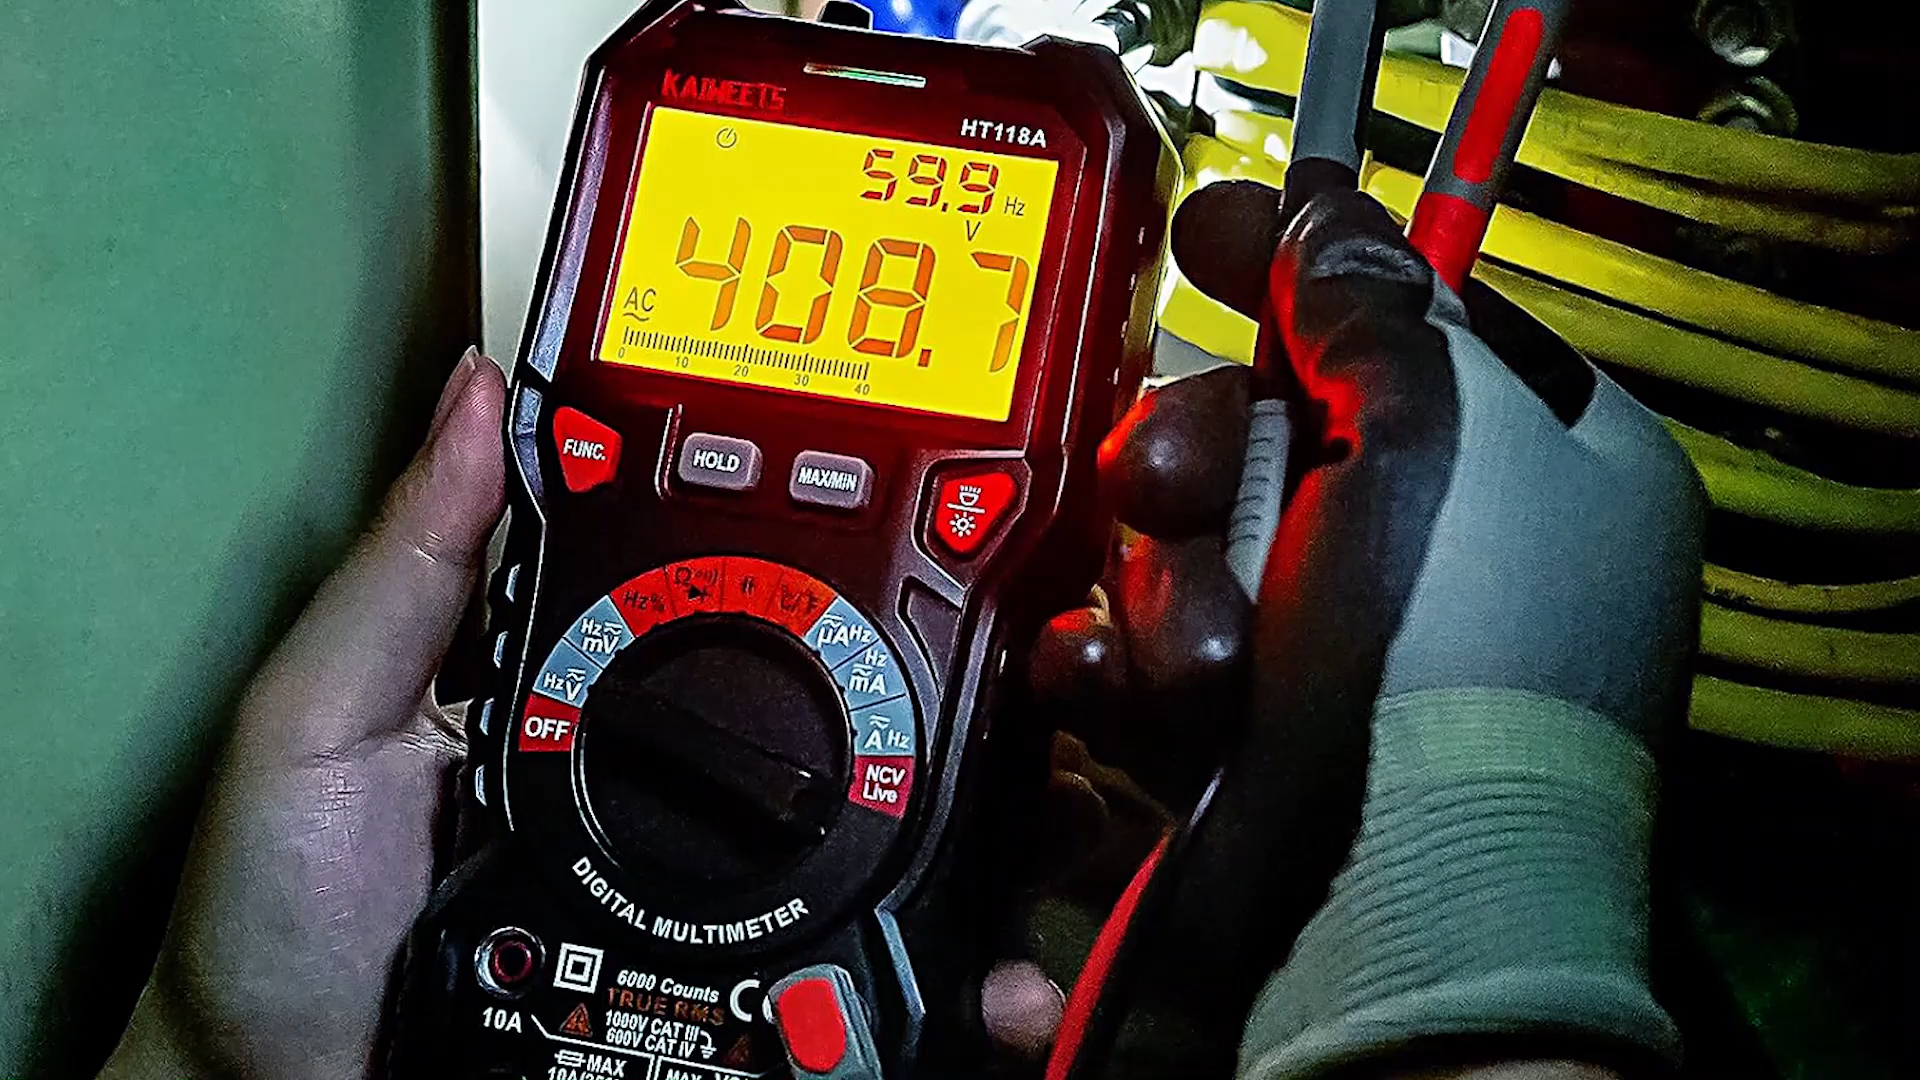 KAIWEETS
HT118A
59.9 Hz
V
408.7
AC
0 10 20 30 40
FUNC.
HOLD
MAX/MIN
Hz%
Ω
Hz mV
Hz V
OFF
µA Hz
Hz mA
A Hz
NCV
Live
DIGITAL MULTIMETER
10A
6000 Counts
TRUE RMS
1000V CAT III
600V CAT IV
MAX